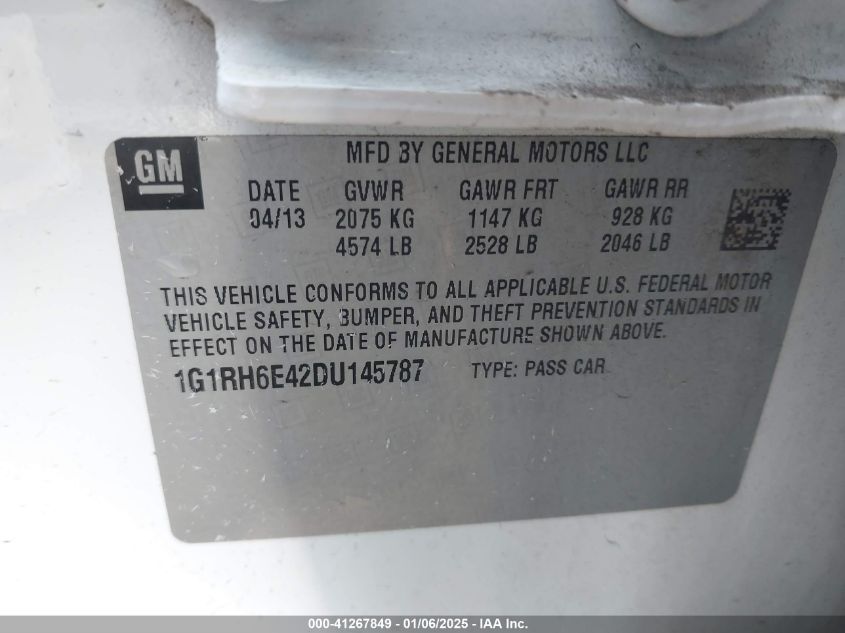 GM
MFD BY GENERAL MOTORS LLC
DATE GVWR GAWR FRT GAWR RR
04/13 2075 KG 1147 KG 928 KG
4574 LB 2528 LB 2046 LB
THIS VEHICLE CONFORMS TO ALL APPLICABLE U.S. FEDERAL MOTOR
VEHICLE SAFETY, BUMPER, AND THEFT PREVENTION STANDARDS IN
EFFECT ON THE DATE OF MANUFACTURE SHOWN ABOVE.
1G1RH6E42DU145787 TYPE: PASS CAR
000-41267849 - 01/06/2025 - IAA Inc.